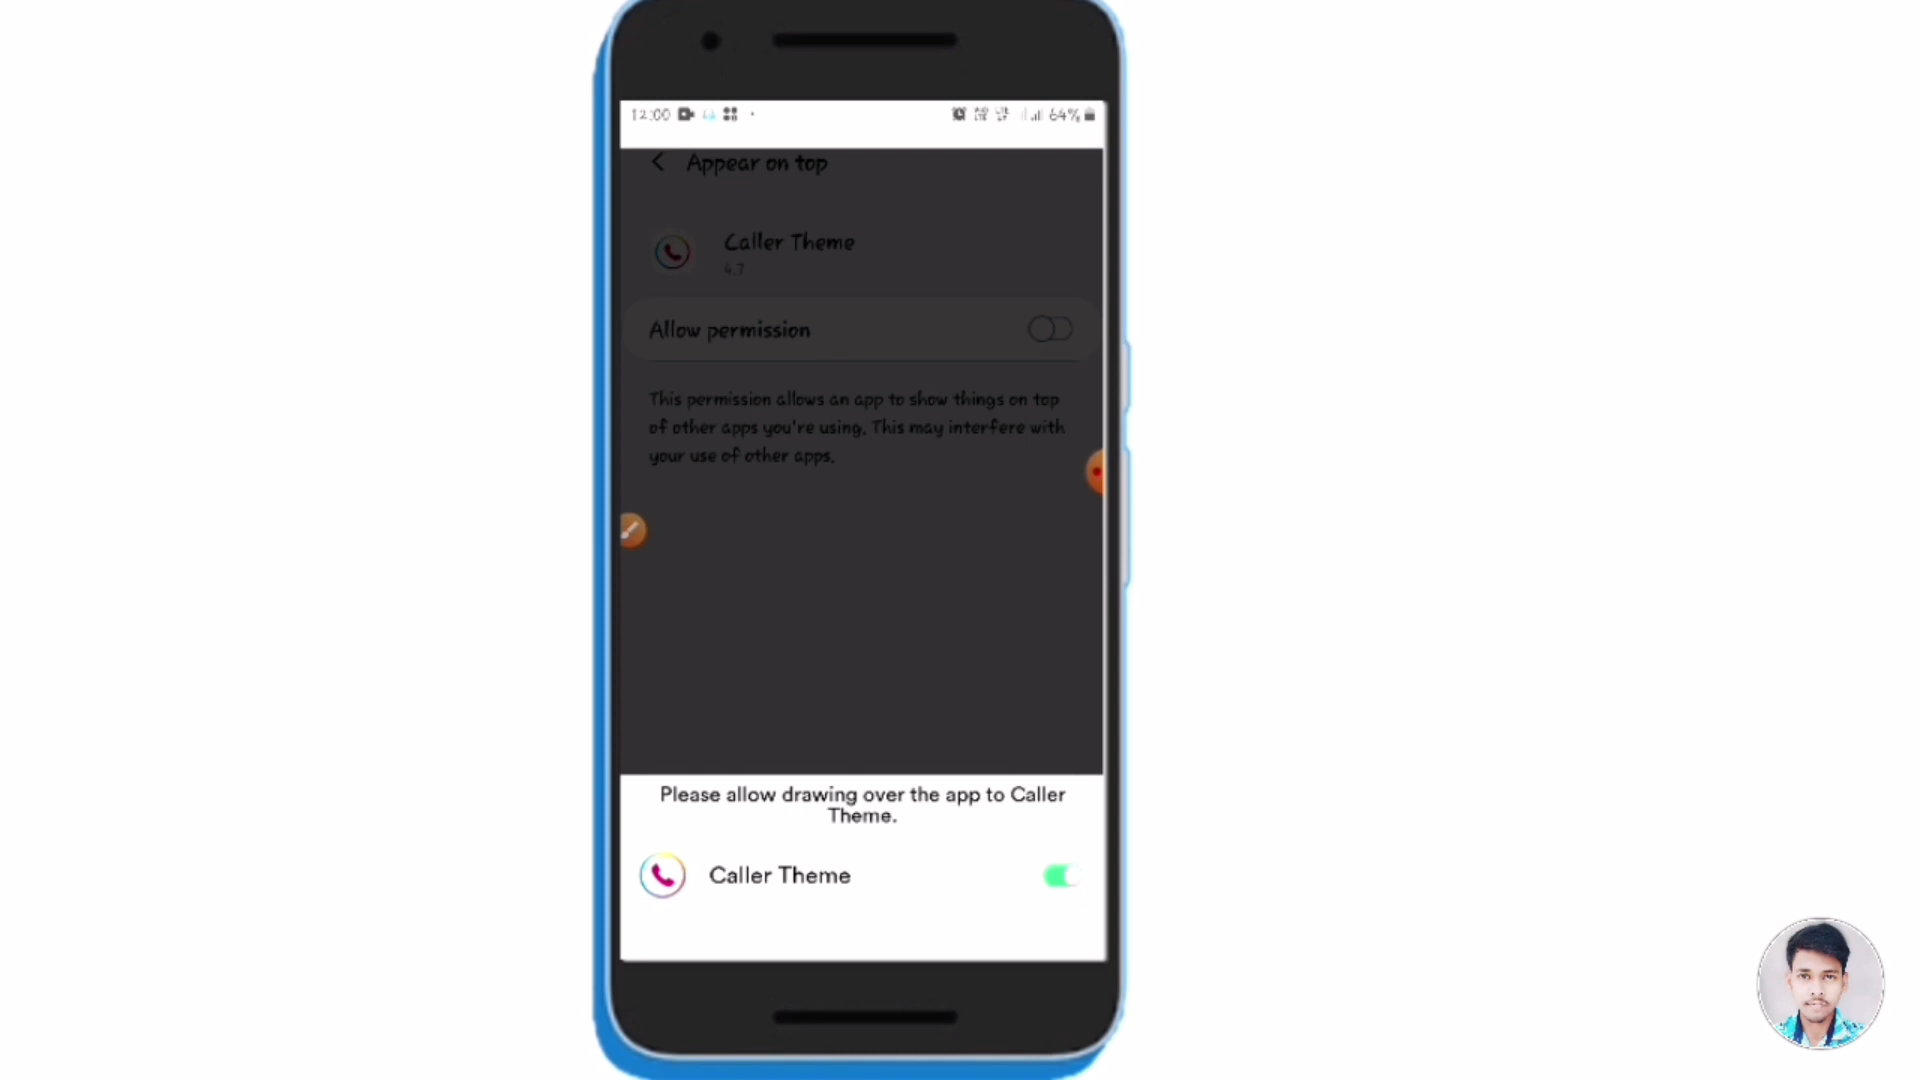 12:00 64%
Appear on top
Caller Theme
4.7
Allow permission
This permission allows an app to show things on top
of other apps you're using. This may interfere with
your use of other apps.
Please allow drawing over the app to Caller
Theme.
Caller Theme